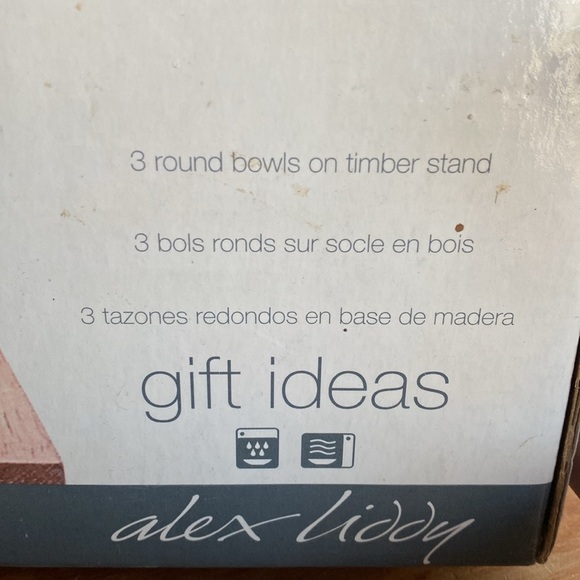 3 round bowls on timber stand
3 bols ronds sur socle en bois
3 tazones redondos en base de madera
gift ideas
alex liddy